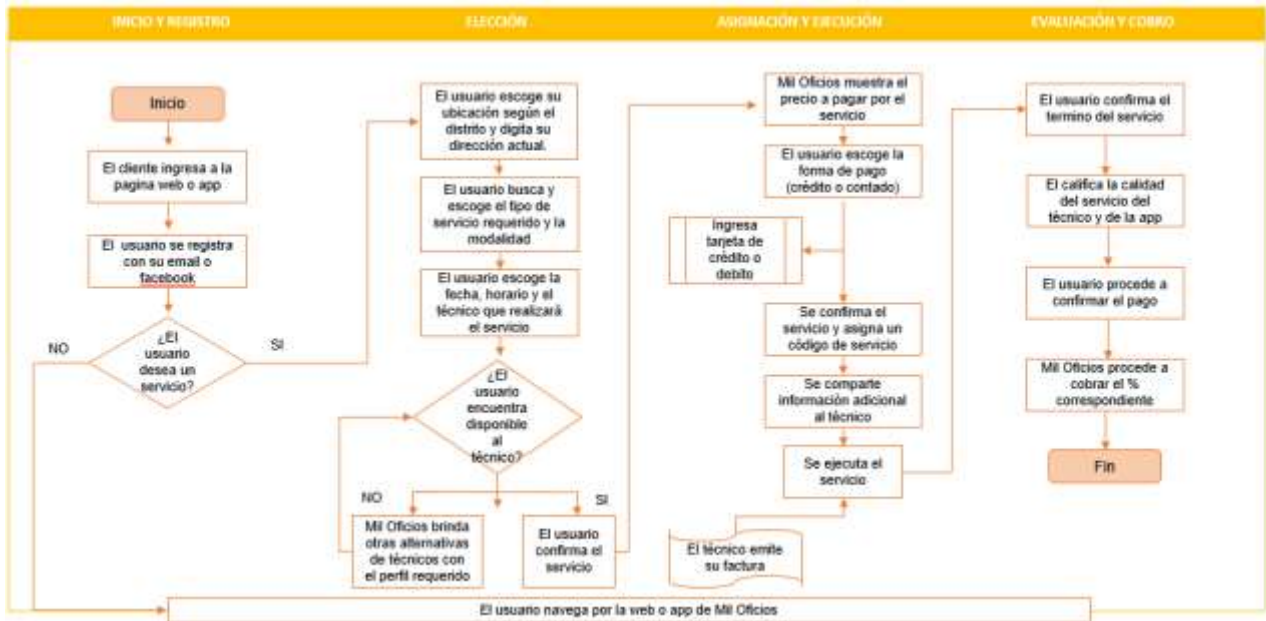 INICIO Y REGISTRO
ELECCIÓN
ASIGNACIÓN Y EJECUCIÓN
EVALUACIÓN Y COBRO
Inicio
El cliente ingresa a la
pagina web o app
El usuario se registra
con su email o
facebook
¿El
usuario
desea un
servicio?
NO
SI
El usuario escoge su
ubicación según el
distrito y digita su
dirección actual.
El usuario busca y
escoge el tipo de
servicio requerido y la
modalidad
El usuario escoge la
fecha, horario y el
técnico que realizará
el servicio
¿El
usuario
encuentra
disponible
al
técnico?
NO
SI
Mil Oficios brinda
otras alternativas
de técnicos con
el perfil requerido
El usuario
confirma el
servicio
Mil Oficios muestra el
precio a pagar por el
servicio
El usuario escoge la
forma de pago
(crédito o contado)
Ingresa
tarjeta de
crédito o
debito
Se confirma el
servicio y asigna un
código de servicio
Se comparte
información adicional
al técnico
Se ejecuta el
servicio
El técnico emite
su factura
El usuario confirma el
termino del servicio
El califica la calidad
del servicio del
técnico y de la app
El usuario procede a
confirmar el pago
Mil Oficios procede a
cobrar el %
correspondiente
Fin
El usuario navega por la web o app de Mil Oficios